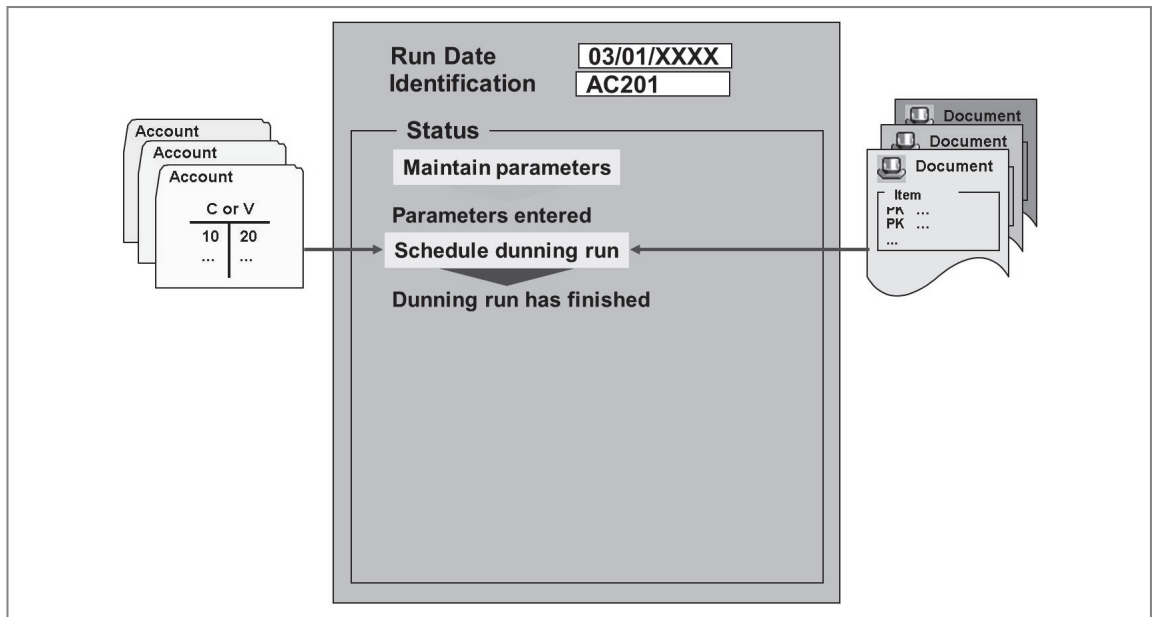 Run Date 03/01/XXXX
Identification AC201
Status
Maintain parameters
Parameters entered
Schedule dunning run
Dunning run has finished
Account
Account
Account
C or V
10 20
... ...
Document
Document
Document
Item
PK ...
PK ...
...